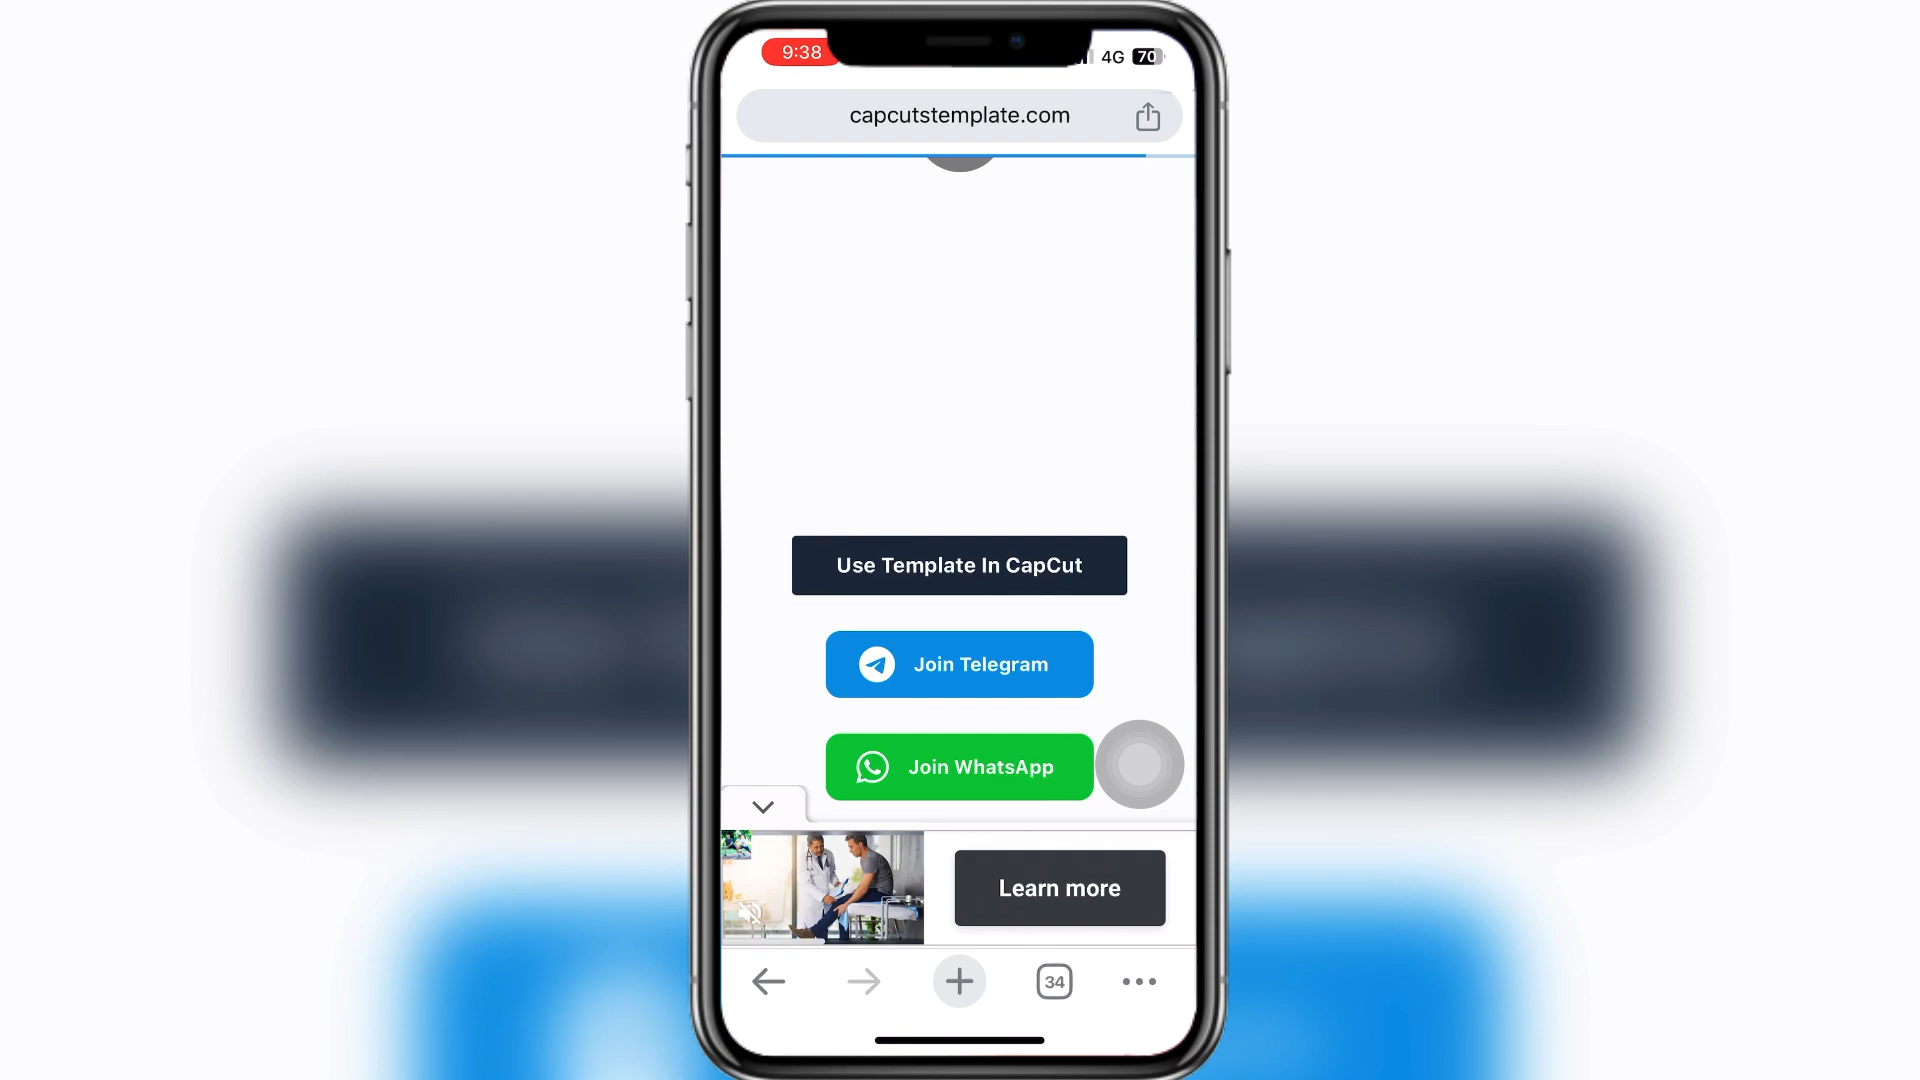 9:38
4G 70
capcutstemplate.com
Use Template In CapCut
Join Telegram
Join WhatsApp
Learn more
34